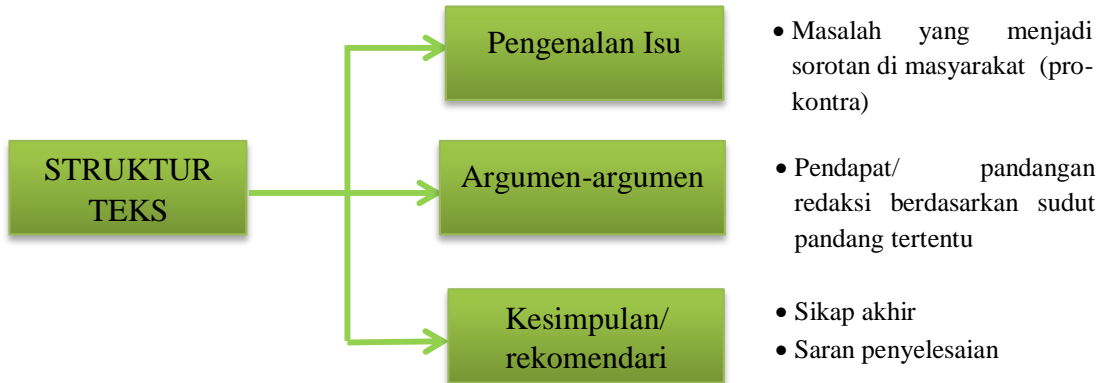 Pengenalan Isu
• Masalah yang menjadi
sorotan di masyarakat (pro-
kontra)
STRUKTUR
TEKS
Argumen-argumen
• Pendapat/ pandangan
redaksi berdasarkan sudut
pandang tertentu
Kesimpulan/
rekomendari
• Sikap akhir
• Saran penyelesaian